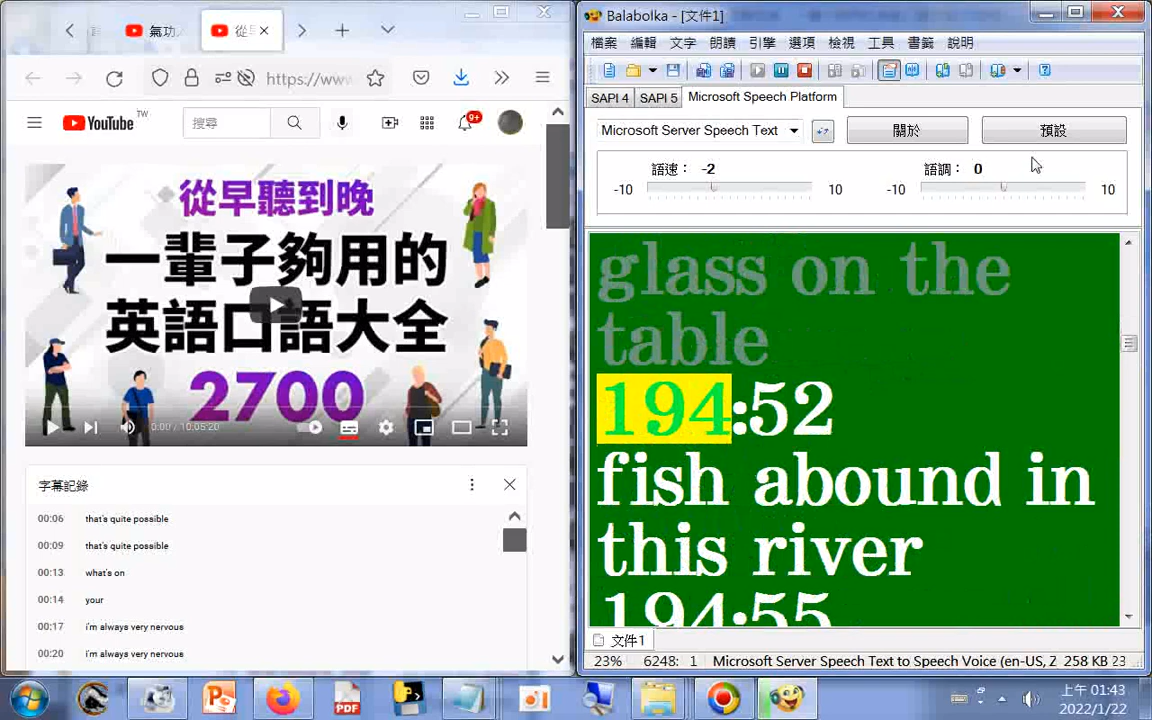 氣功
從
https://www
YouTube TW
搜尋
9+
從早聽到晚
一輩子夠用的
英語口語大全
2700
0:00 / 10:05:20
字幕記錄
00:06 that's quite possible
00:09 that's quite possible
00:13 what's on
00:14 your
00:17 i'm always very nervous
00:20 i'm always very nervous
Balabolka - [文件1]
檔案 編輯 文字 朗讀 引擎 選項 檢視 工具 書籤 說明
SAPI 4 SAPI 5 Microsoft Speech Platform
Microsoft Server Speech Text 關於 預設
語速： -2 語調： 0
-10 10 -10 10
glass on the
table
194:52
fish abound in
this river
194:55
文件1
23% 6248: 1 Microsoft Server Speech Text to Speech Voice (en-US, Z 258 KB 23
PDF
上午 01:43
2022/1/22